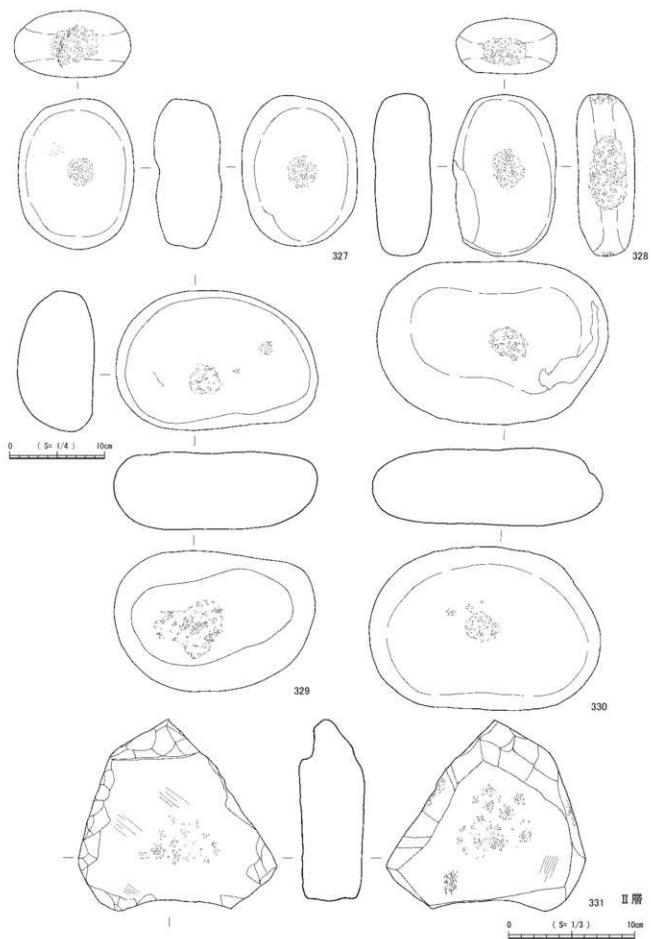 327
328
0 ( S= 1/4 ) 10cm
329
330
331 Ⅱ層
0 ( S= 1/3 ) 10cm